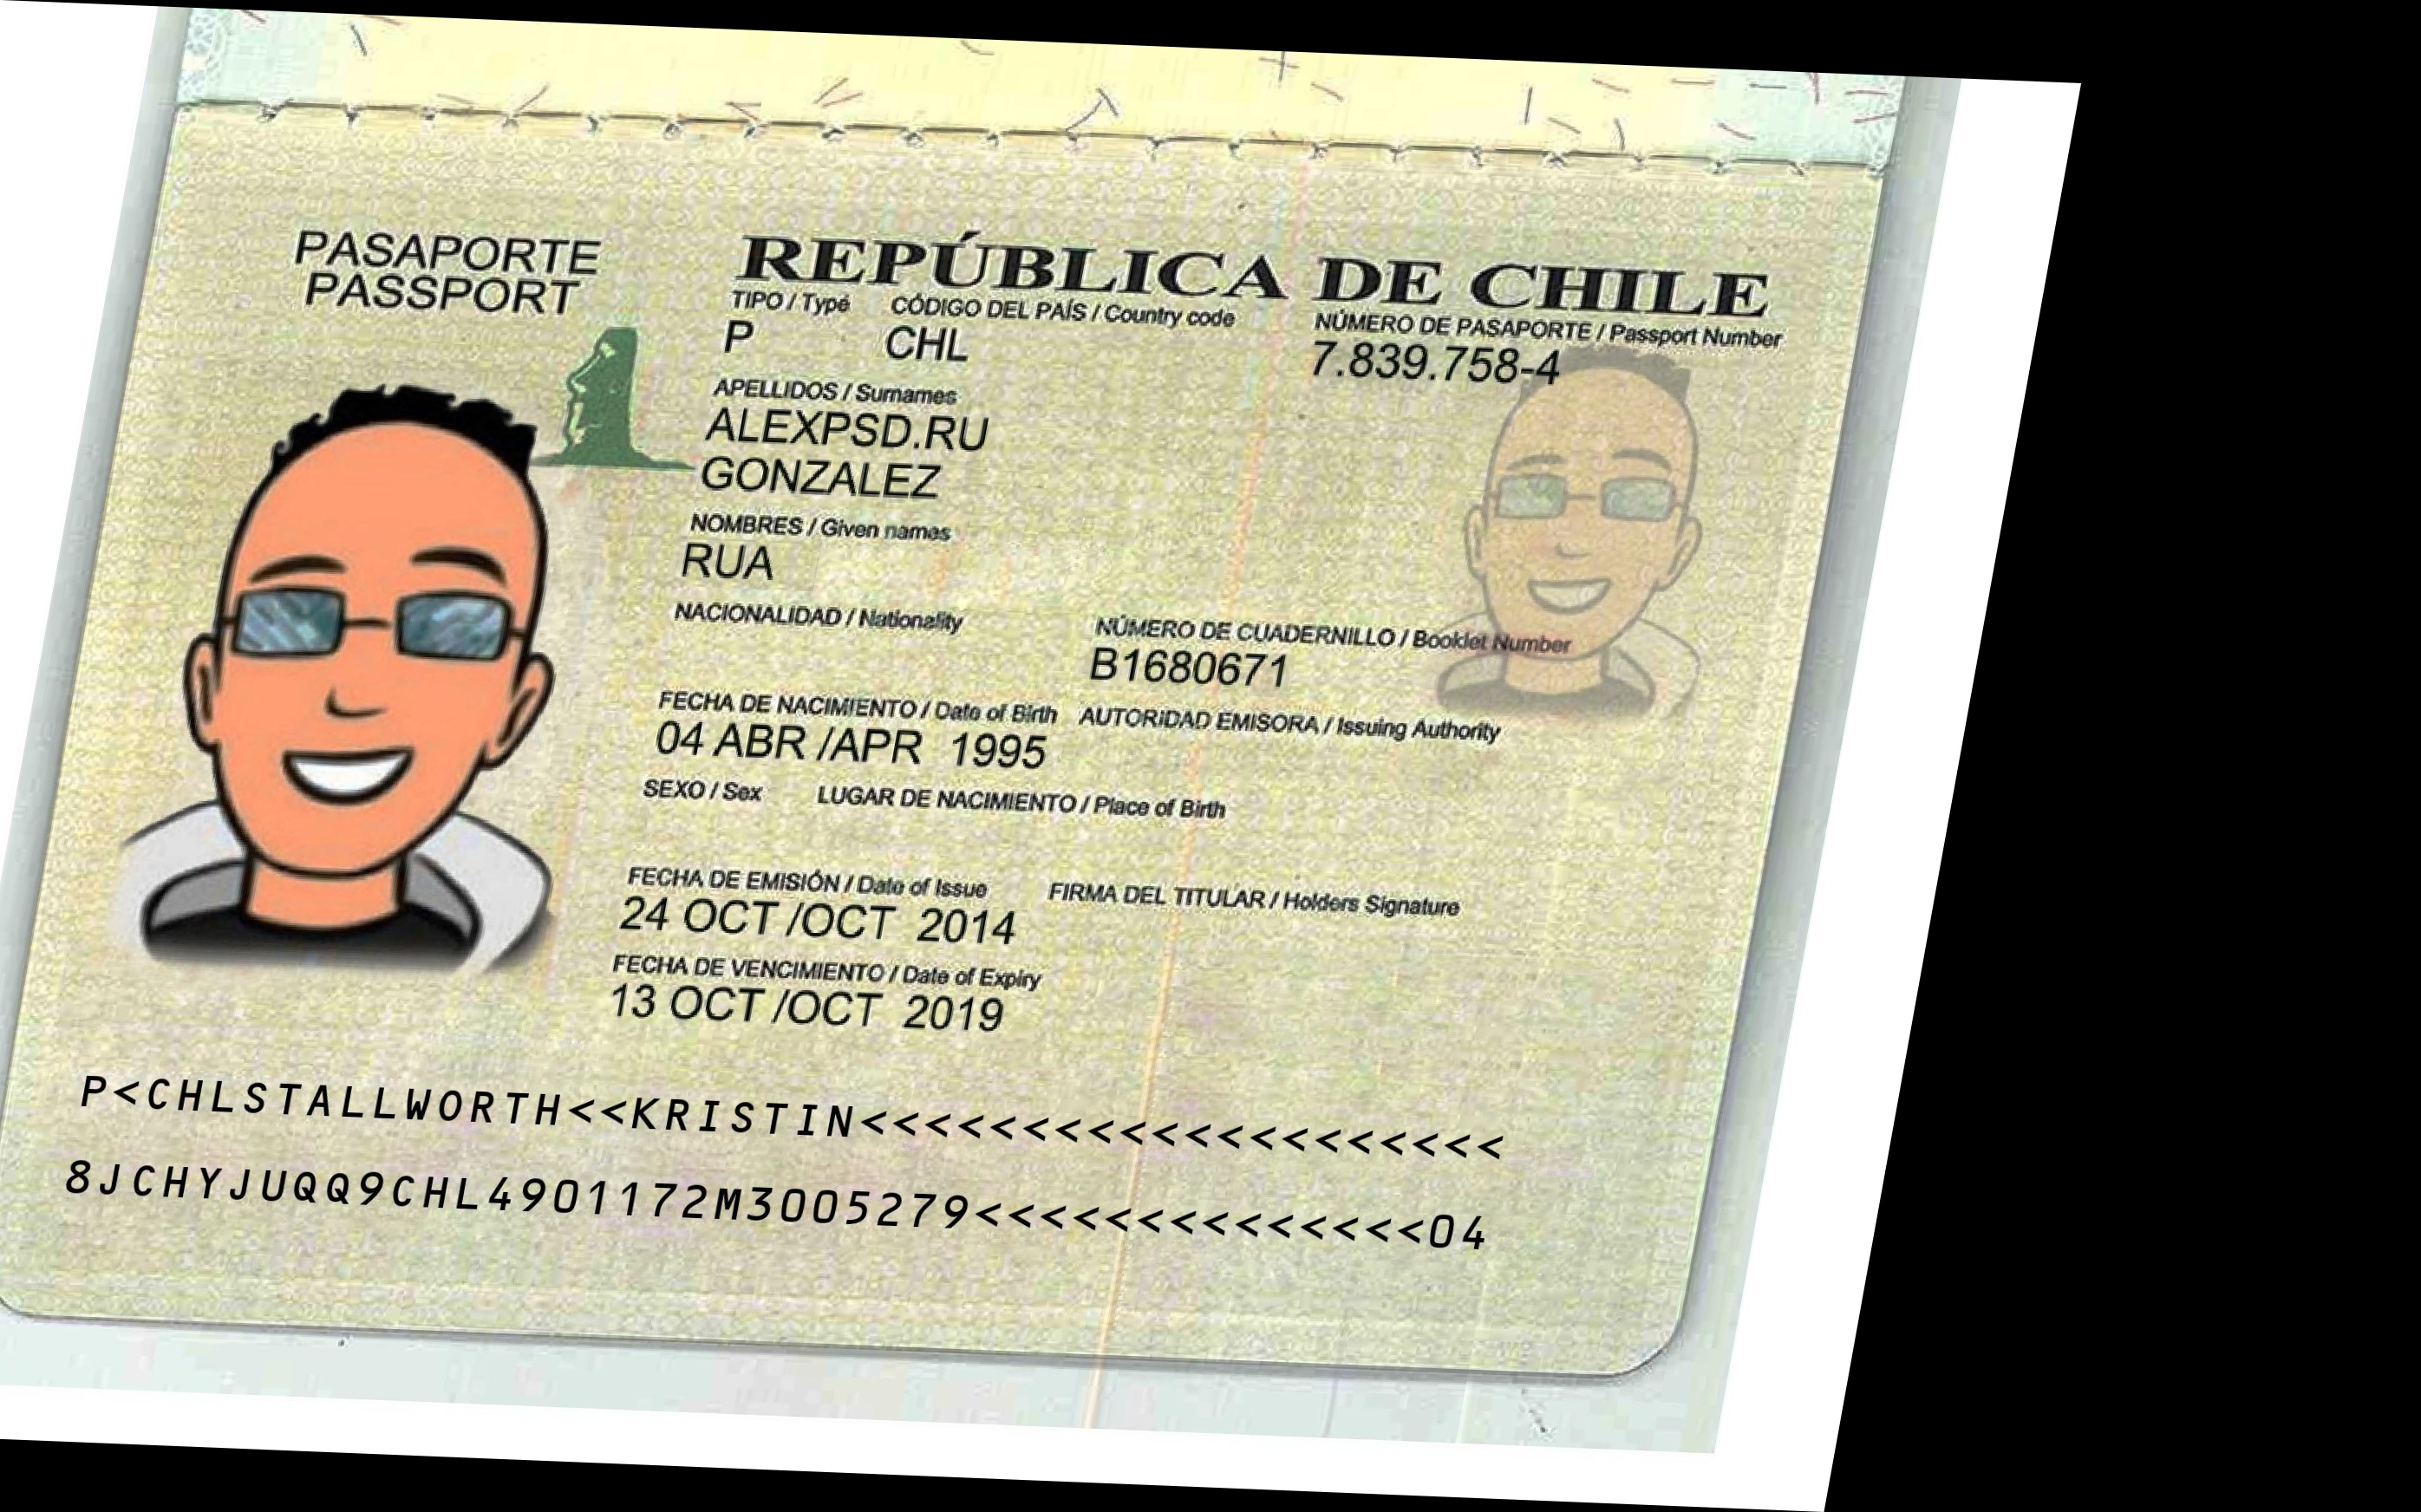 PASAPORTE
PASSPORT
REPÚBLICA DE CHILE
TIPO / Typé CÓDIGO DEL PAÍS / Country code NÚMERO DE PASAPORTE / Passport Number
P CHL 7.839.758-4
APELLIDOS / Surnames
ALEXPSD.RU
GONZALEZ
NOMBRES / Given names
RUA
NACIONALIDAD / Nationality NÚMERO DE CUADERNILLO / Booklet Number
B1680671
FECHA DE NACIMIENTO / Date of Birth AUTORIDAD EMISORA / Issuing Authority
04 ABR /APR 1995
SEXO / Sex LUGAR DE NACIMIENTO / Place of Birth
FECHA DE EMISIÓN / Date of Issue FIRMA DEL TITULAR / Holders Signature
24 OCT /OCT 2014
FECHA DE VENCIMIENTO / Date of Expiry
13 OCT /OCT 2019
P<CHLSTALLWORTH<<KRISTIN<<<<<<<<<<<<<<<<<<<<
8JCHYJUQQ9CHL4901172M3005279<<<<<<<<<<<<<<04